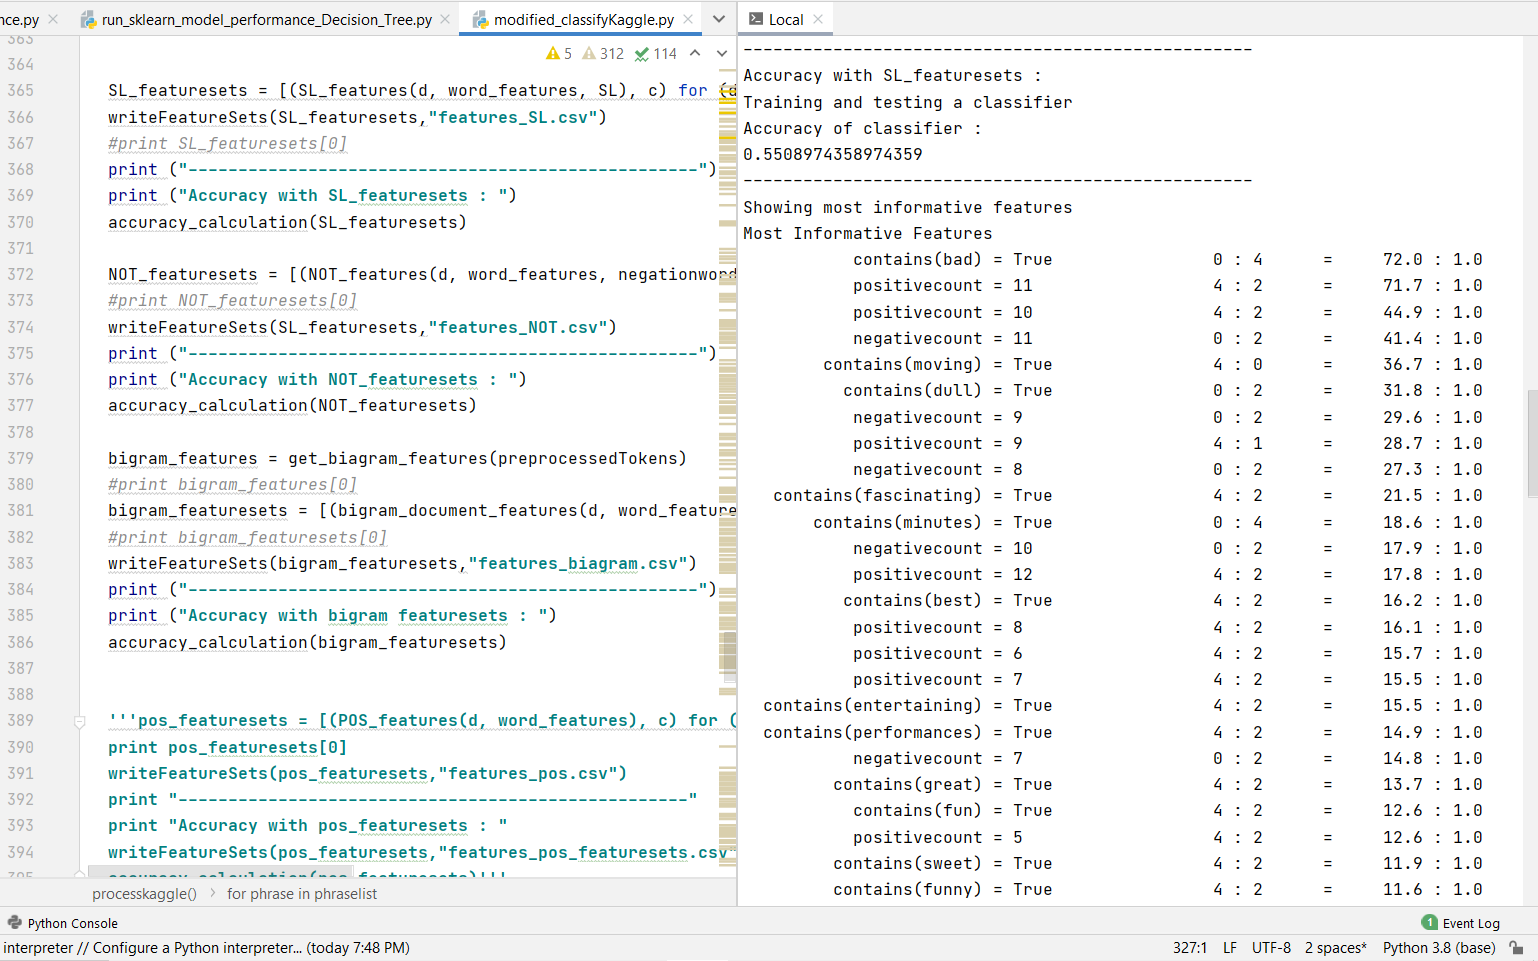 nce.py
run_sklearn_model_performance_Decision_Tree.py
modified_classifyKaggle.py
Local
5 312 114
363
364
365 SL_featuresets = [(SL_features(d, word_features, SL), c) for (d
366 writeFeatureSets(SL_featuresets,"features_SL.csv")
367 #print SL_featuresets[0]
368 print ("---------------------------------------------------")
369 print ("Accuracy with SL_featuresets : ")
370 accuracy_calculation(SL_featuresets)
371
372 NOT_featuresets = [(NOT_features(d, word_features, negationword
373 #print NOT_featuresets[0]
374 writeFeatureSets(SL_featuresets,"features_NOT.csv")
375 print ("---------------------------------------------------")
376 print ("Accuracy with NOT_featuresets : ")
377 accuracy_calculation(NOT_featuresets)
378
379 bigram_features = get_biagram_features(preprocessedTokens)
380 #print bigram_features[0]
381 bigram_featuresets = [(bigram_document_features(d, word_feature
382 #print bigram_featuresets[0]
383 writeFeatureSets(bigram_featuresets,"features_biagram.csv")
384 print ("---------------------------------------------------")
385 print ("Accuracy with bigram featuresets : ")
386 accuracy_calculation(bigram_featuresets)
387
388
389 '''pos_featuresets = [(POS_features(d, word_features), c) for (
390 print pos_featuresets[0]
391 writeFeatureSets(pos_featuresets,"features_pos.csv")
392 print "---------------------------------------------------"
393 print "Accuracy with pos_featuresets : "
394 writeFeatureSets(pos_featuresets,"features_pos_featuresets.csv"
395 accuracy_calculation(pos_featuresets)'''
processkaggle() > for phrase in phraselist
---------------------------------------------------
Accuracy with SL_featuresets :
Training and testing a classifier
Accuracy of classifier :
0.5508974358974359
---------------------------------------------------
Showing most informative features
Most Informative Features
contains(bad) = True 0 : 4 = 72.0 : 1.0
positivecount = 11 4 : 2 = 71.7 : 1.0
positivecount = 10 4 : 2 = 44.9 : 1.0
negativecount = 11 0 : 2 = 41.4 : 1.0
contains(moving) = True 4 : 0 = 36.7 : 1.0
contains(dull) = True 0 : 2 = 31.8 : 1.0
negativecount = 9 0 : 2 = 29.6 : 1.0
positivecount = 9 4 : 1 = 28.7 : 1.0
negativecount = 8 0 : 2 = 27.3 : 1.0
contains(fascinating) = True 4 : 2 = 21.5 : 1.0
contains(minutes) = True 0 : 4 = 18.6 : 1.0
negativecount = 10 0 : 2 = 17.9 : 1.0
positivecount = 12 4 : 2 = 17.8 : 1.0
contains(best) = True 4 : 2 = 16.2 : 1.0
positivecount = 8 4 : 2 = 16.1 : 1.0
positivecount = 6 4 : 2 = 15.7 : 1.0
positivecount = 7 4 : 2 = 15.5 : 1.0
contains(entertaining) = True 4 : 2 = 15.5 : 1.0
contains(performances) = True 4 : 2 = 14.9 : 1.0
negativecount = 7 0 : 2 = 14.8 : 1.0
contains(great) = True 4 : 2 = 13.7 : 1.0
contains(fun) = True 4 : 2 = 12.6 : 1.0
positivecount = 5 4 : 2 = 12.6 : 1.0
contains(sweet) = True 4 : 2 = 11.9 : 1.0
contains(funny) = True 4 : 2 = 11.6 : 1.0
Python Console
1 Event Log
interpreter // Configure a Python interpreter... (today 7:48 PM)
327:1 LF UTF-8 2 spaces* Python 3.8 (base)